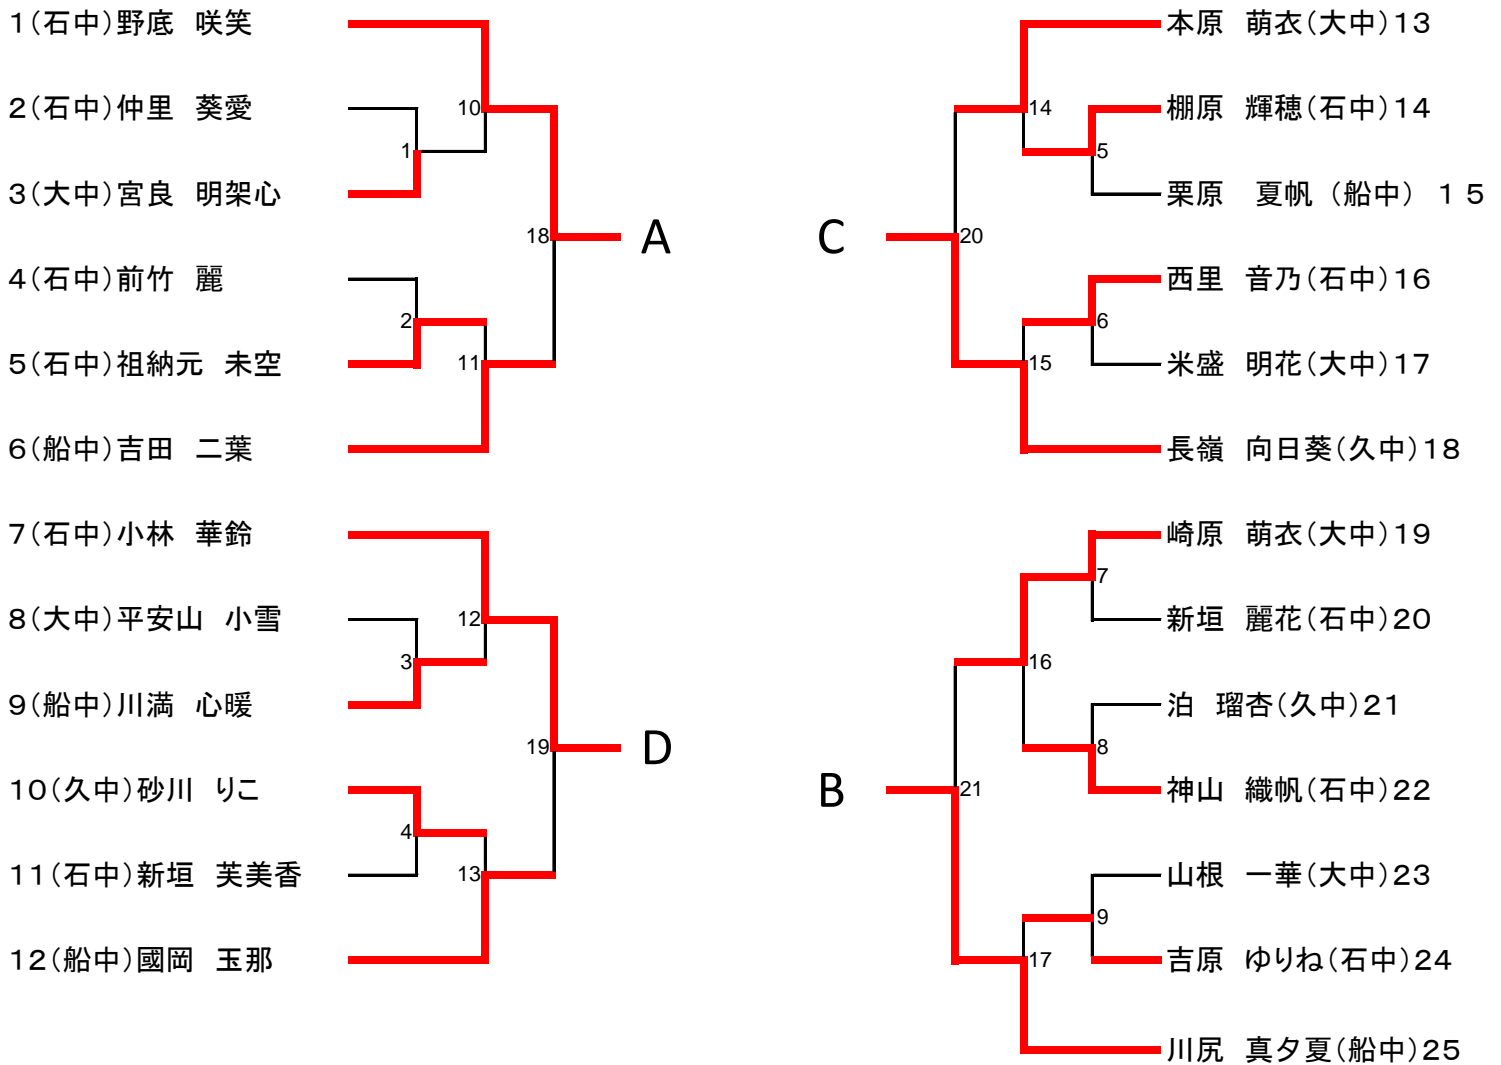 1(石中)野底　咲笑
10
2(石中)仲里　葵愛
1
3(大中)宮良　明架心
18
A
4(石中)前竹　麗
2
5(石中)祖納元　未空
11
6(船中)吉田　二葉
7(石中)小林　華鈴
12
8(大中)平安山　小雪
3
9(船中)川満　心暖
19
D
10(久中)砂川　りこ
4
11(石中)新垣　芙美香
13
12(船中)國岡　玉那
本原　萌衣(大中)13
14
棚原　輝穂(石中)14
5
栗原　夏帆（船中） １５
C
20
西里　音乃(石中)16
6
15
米盛　明花(大中)17
長嶺　向日葵(久中)18
崎原　萌衣(大中)19
7
新垣　麗花(石中)20
16
泊　瑠杏(久中)21
8
B
21
神山　織帆(石中)22
山根　一華(大中)23
9
17
吉原　ゆりね(石中)24
川尻　真夕夏(船中)25